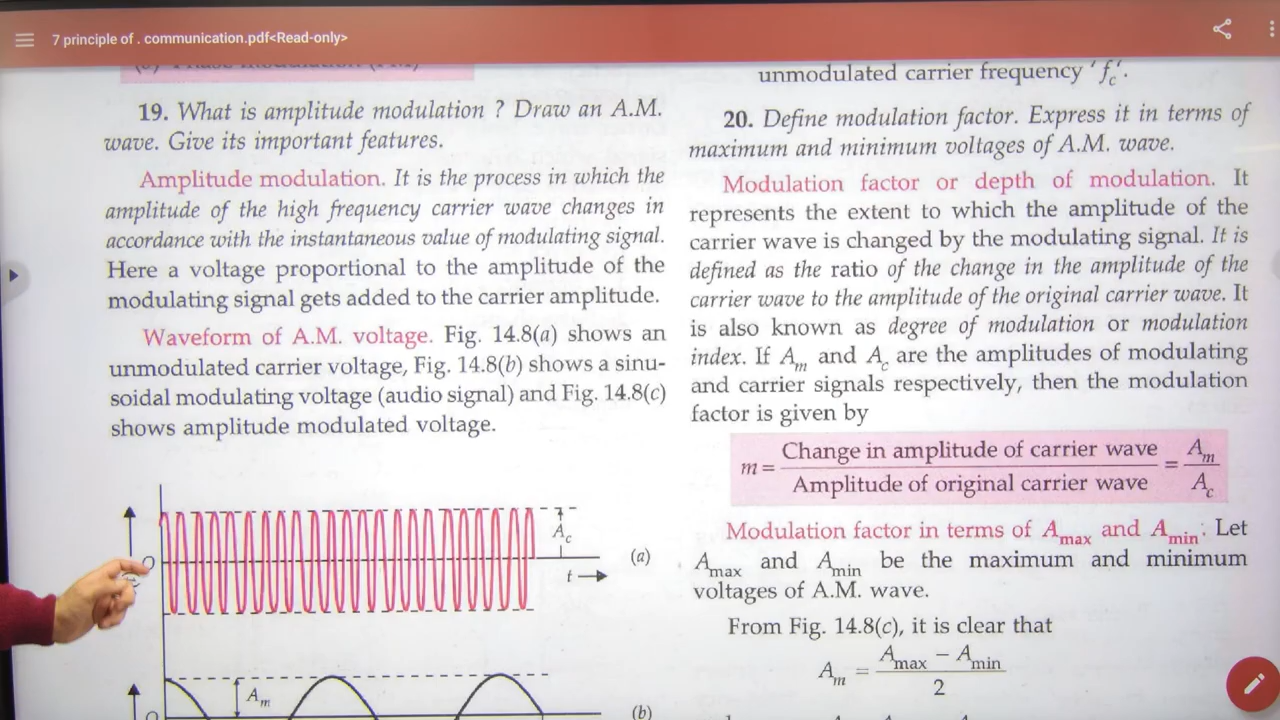 7 principle of . communication.pdf<Read-only>
19. What is amplitude modulation ? Draw an A.M.
wave. Give its important features.
Amplitude modulation. It is the process in which the
amplitude of the high frequency carrier wave changes in
accordance with the instantaneous value of modulating signal.
Here a voltage proportional to the amplitude of the
modulating signal gets added to the carrier amplitude.
Waveform of A.M. voltage. Fig. 14.8(a) shows an
unmodulated carrier voltage, Fig. 14.8(b) shows a sinu-
soidal modulating voltage (audio signal) and Fig. 14.8(c)
shows amplitude modulated voltage.
A_c
O
t
(a)
A_m
O
(b)
unmodulated carrier frequency 'f_c'.
20. Define modulation factor. Express it in terms of
maximum and minimum voltages of A.M. wave.
Modulation factor or depth of modulation. It
represents the extent to which the amplitude of the
carrier wave is changed by the modulating signal. It is
defined as the ratio of the change in the amplitude of the
carrier wave to the amplitude of the original carrier wave. It
is also known as degree of modulation or modulation
index. If A_m and A_c are the amplitudes of modulating
and carrier signals respectively, then the modulation
factor is given by
m = Change in amplitude of carrier wave / Amplitude of original carrier wave = A_m / A_c
Modulation factor in terms of A_max and A_min. Let
A_max and A_min be the maximum and minimum
voltages of A.M. wave.
From Fig. 14.8(c), it is clear that
A_m = A_max − A_min / 2